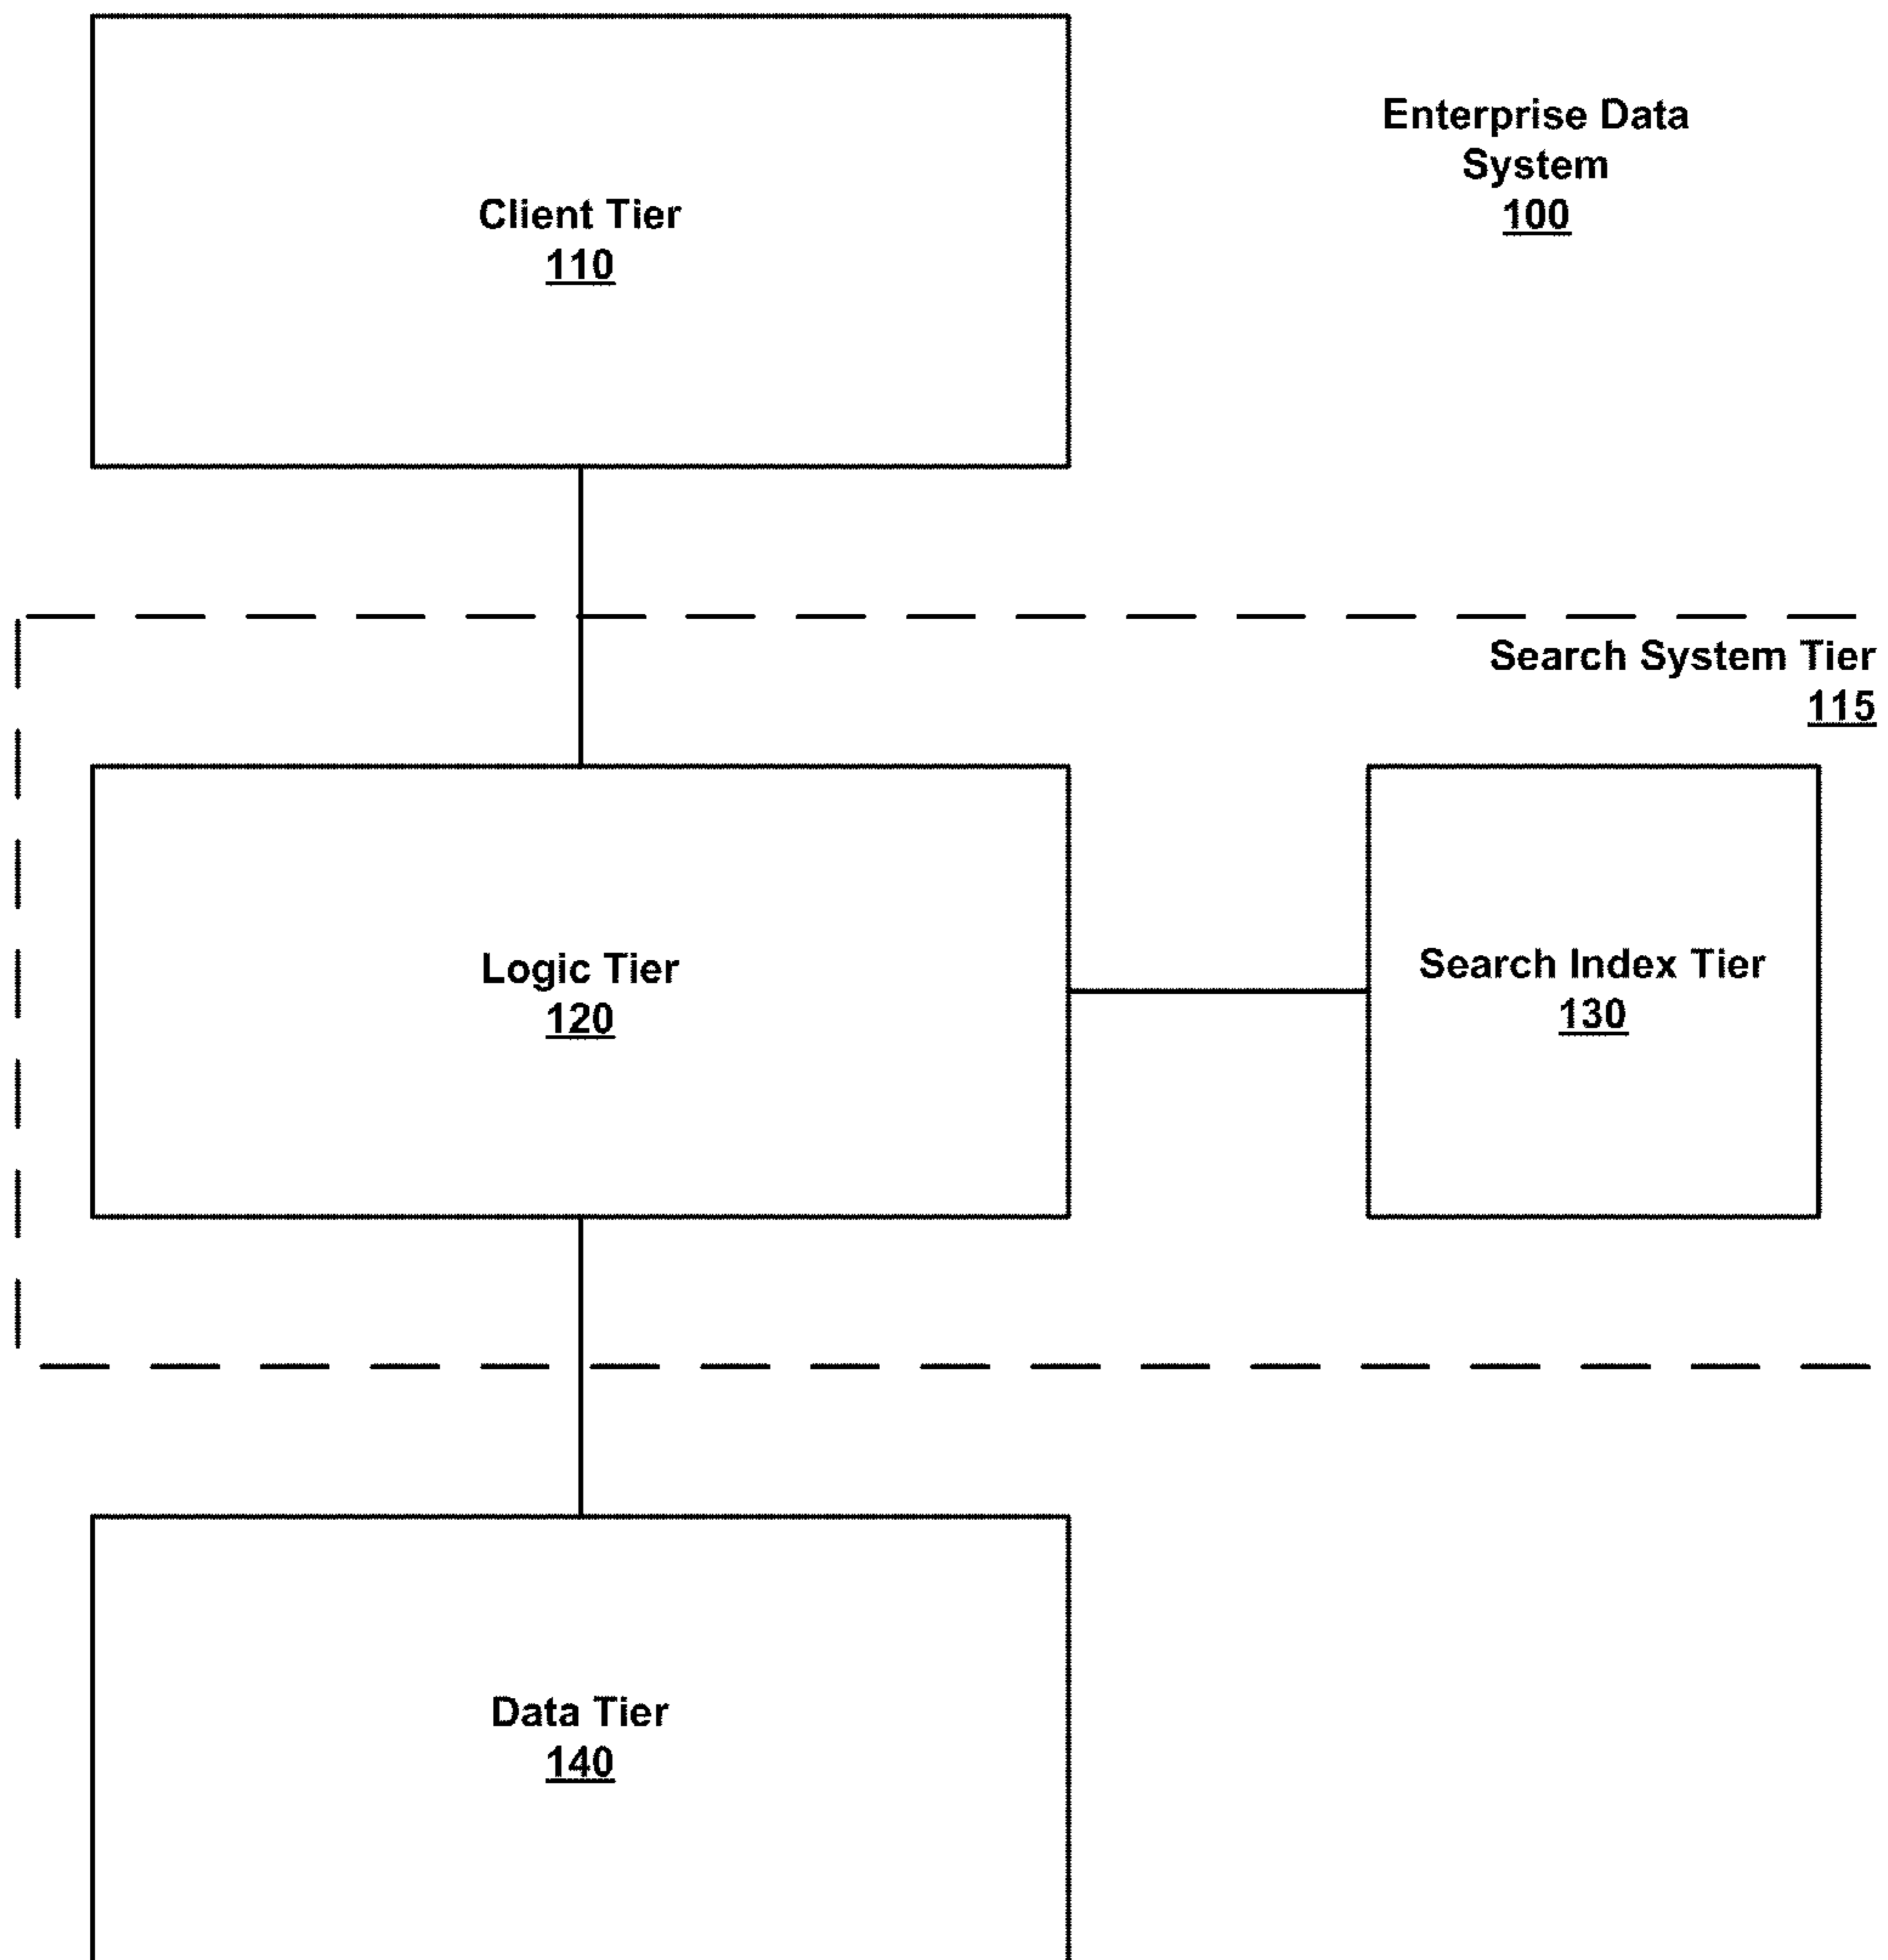 Enterprise Data
System
100
Client Tier
110
Search System Tier
115
Logic Tier
120
Search Index Tier
130
Data Tier
140